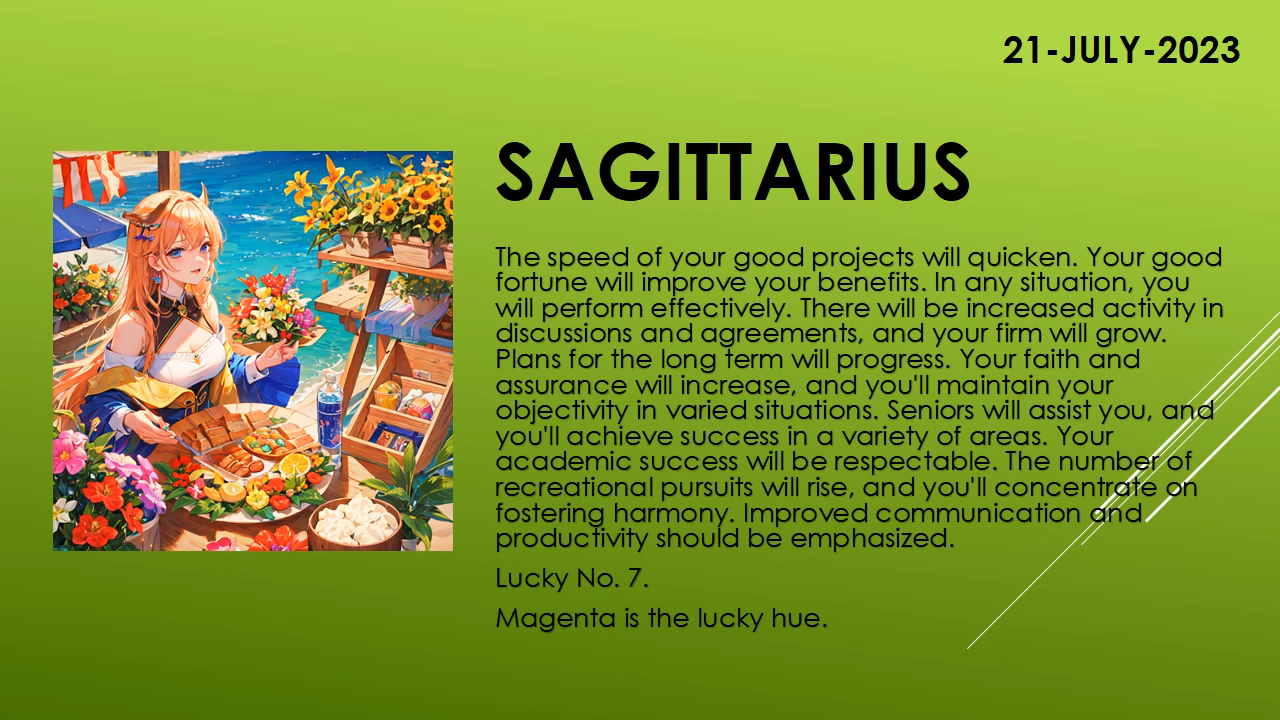 21-JULY-2023
SAGITTARIUS
The speed of your good projects will quicken. Your good
fortune will improve your benefits. In any situation, you
will perform effectively. There will be increased activity in
discussions and agreements, and your firm will grow.
Plans for the long term will progress. Your faith and
assurance will increase, and you'll maintain your
objectivity in varied situations. Seniors will assist you, and
you'll achieve success in a variety of areas. Your
academic success will be respectable. The number of
recreational pursuits will rise, and you'll concentrate on
fostering harmony. Improved communication and
productivity should be emphasized.
Lucky No. 7.
Magenta is the lucky hue.